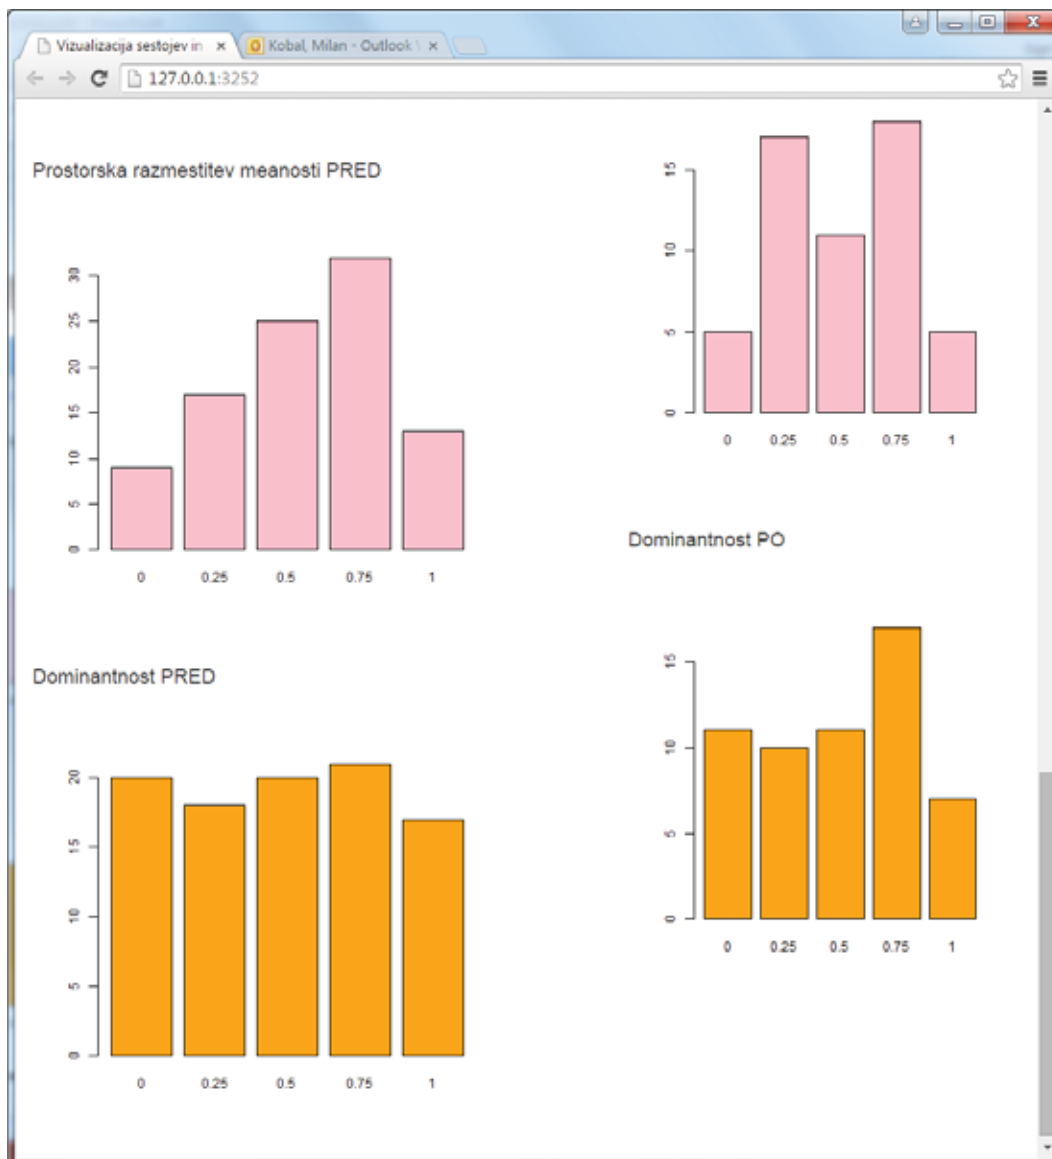 Vizualizacija sestojev in
Kobal, Milan - Outlook
127.0.0.1:3252
Prostorska razmestitev meanosti PRED
30
25
20
15
10
5
0
0 0.25 0.5 0.75 1
Dominantnost PRED
20
15
10
5
0
0 0.25 0.5 0.75 1
15
10
5
0
0 0.25 0.5 0.75 1
Dominantnost PO
15
10
5
0
0 0.25 0.5 0.75 1